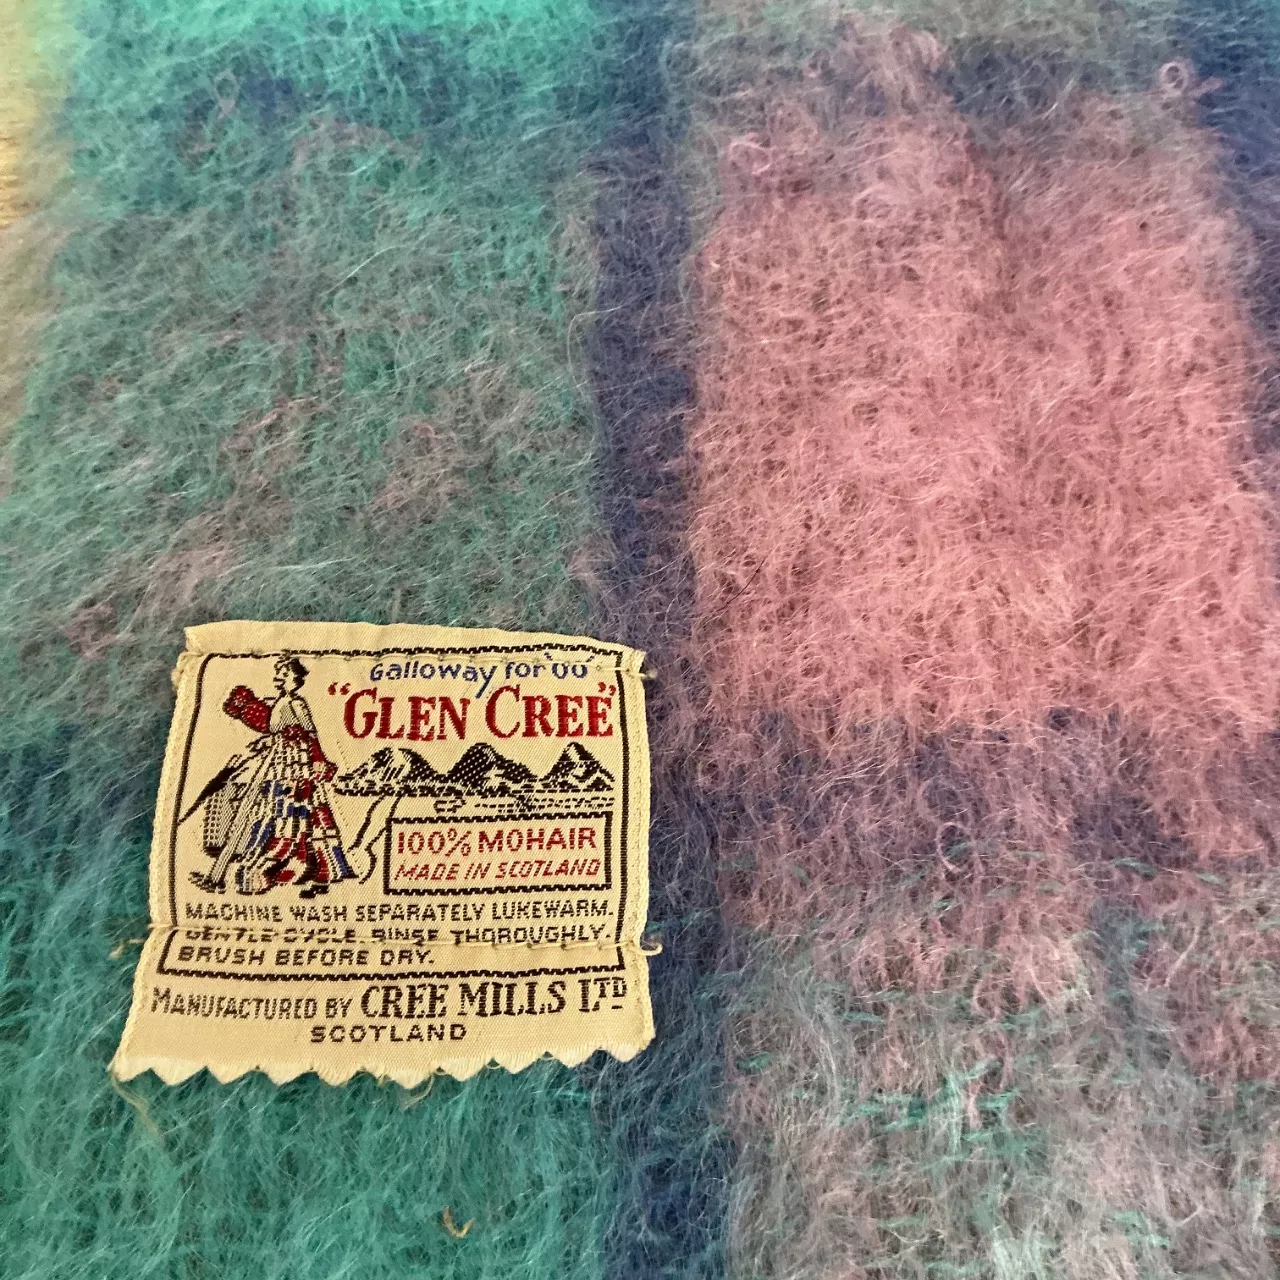 Galloway for 'oo'
"GLEN CREE"
100% MOHAIR
MADE IN SCOTLAND
MACHINE WASH SEPARATELY LUKEWARM.
GENTLE CYCLE. RINSE THOROUGHLY.
BRUSH BEFORE DRY.
MANUFACTURED BY CREE MILLS LTD
SCOTLAND